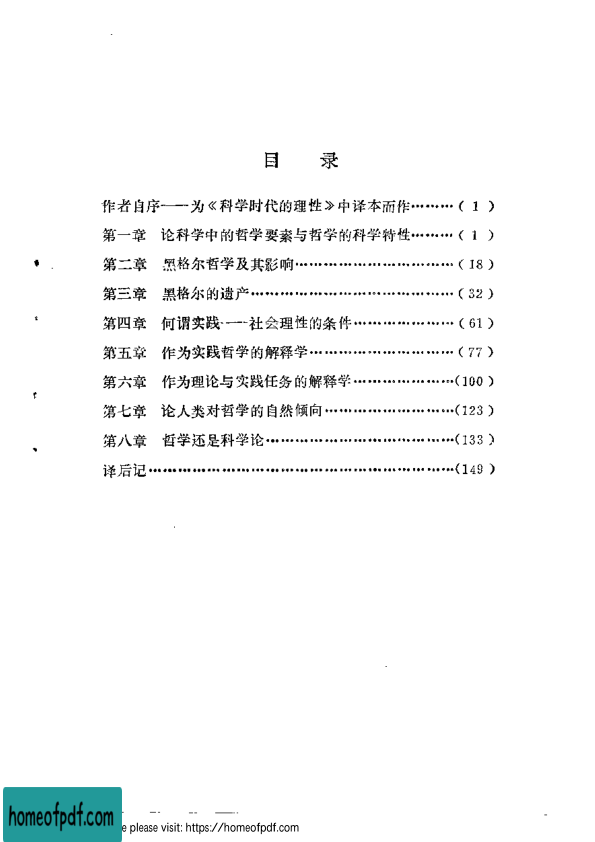 目 录
作者自序——为《科学时代的理性》中译本而作………( 1 )
第一章 论科学中的哲学要素与哲学的科学特性………( 1 )
第二章 黑格尔哲学及其影响……………………………( 18 )
第三章 黑格尔的遗产……………………………………( 32 )
第四章 何谓实践——社会理性的条件…………………( 61 )
第五章 作为实践哲学的解释学…………………………( 77 )
第六章 作为理论与实践任务的解释学…………………(100 )
第七章 论人类对哲学的自然倾向………………………(123 )
第八章 哲学还是科学论…………………………………(133 )
译后记……………………………………………………(149 )
homeofpdf.com
please visit: https://homeofpdf.com